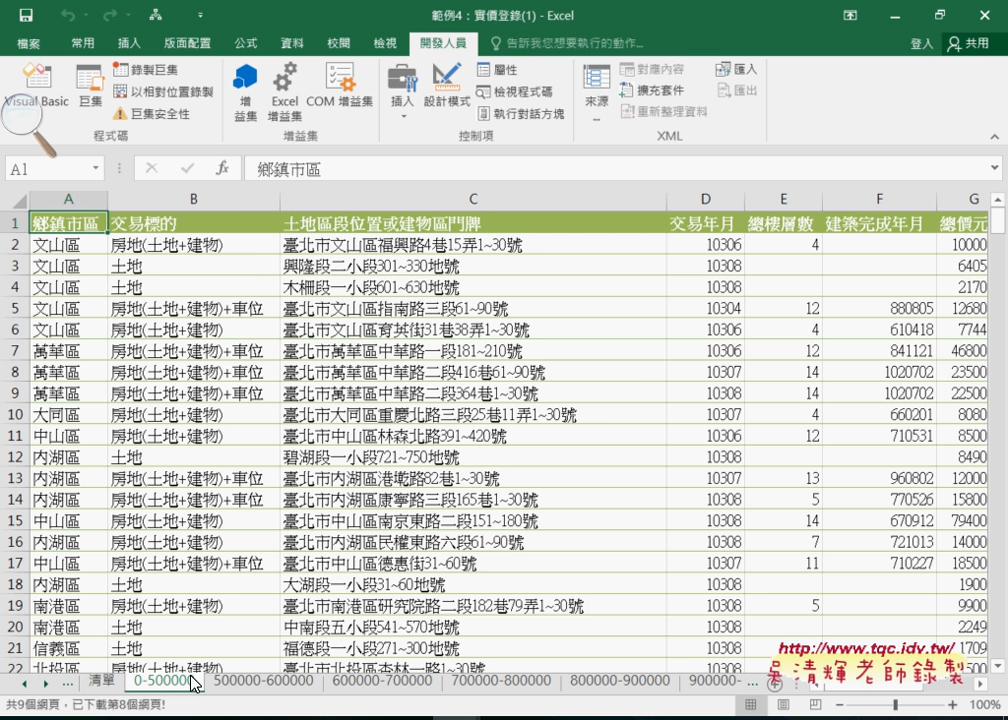 範例4：實價登錄(1) - Excel
檔案 常用 插入 版面配置 公式 資料 校閱 檢視 開發人員 告訴我您想要執行的動作... 登入 共用
Visual Basic 巨集 錄製巨集 以相對位置錄製 巨集安全性 程式碼
增益集 Excel 增益集 COM 增益集 增益集
插入 設計模式 屬性 檢視程式碼 執行對話方塊 控制項
來源 對應內容 擴充套件 重新整理資料 匯入 匯出 XML
A1 fx 鄉鎮市區
A B C D E F G
1 鄉鎮市區 交易標的 土地區段位置或建物區門牌 交易年月 總樓層數 建築完成年月 總價元
2 文山區 房地(土地+建物) 臺北市文山區福興路4巷15弄1~30號 10306 4 10000
3 文山區 土地 興隆段二小段301~330地號 10308 6405
4 文山區 土地 木柵段一小段601~630地號 10308 2170
5 文山區 房地(土地+建物)+車位 臺北市文山區指南路三段61~90號 10304 12 880805 12680
6 文山區 房地(土地+建物) 臺北市文山區育英街31巷38弄1~30號 10306 4 610418 7744
7 萬華區 房地(土地+建物)+車位 臺北市萬華區中華路一段181~210號 10306 12 841121 46800
8 萬華區 房地(土地+建物)+車位 臺北市萬華區中華路二段416巷61~90號 10307 14 1020702 23500
9 萬華區 房地(土地+建物)+車位 臺北市萬華區中華路二段364巷1~30號 10308 14 1020702 22500
10 大同區 房地(土地+建物) 臺北市大同區重慶北路三段25巷11弄1~30號 10307 4 660201 8080
11 中山區 房地(土地+建物) 臺北市中山區林森北路391~420號 10306 12 710531 8500
12 內湖區 土地 碧湖段一小段721~750地號 10308 8490
13 內湖區 房地(土地+建物)+車位 臺北市內湖區港墘路82巷1~30號 10307 13 960802 12000
14 內湖區 房地(土地+建物)+車位 臺北市內湖區康寧路三段165巷1~30號 10308 5 770526 15800
15 中山區 房地(土地+建物) 臺北市中山區南京東路二段151~180號 10308 14 670912 79400
16 內湖區 房地(土地+建物) 臺北市內湖區民權東路六段61~90號 10308 7 721013 14000
17 中山區 房地(土地+建物)+車位 臺北市中山區德惠街31~60號 10307 11 710227 18500
18 內湖區 土地 大湖段一小段31~60地號 10308 1900
19 南港區 房地(土地+建物) 臺北市南港區研究院路二段182巷79弄1~30號 10308 5 9900
20 南港區 土地 中南段五小段541~570地號 10308 2249
21 信義區 土地 福德段一小段271~300地號 10308 1709
22 北投區 房地(土地+建物) 臺北市北投區杏林一路1~30號
http://www.tqc.idv.tw/
吳清輝老師錄製
... 清單 0-500000 500000-600000 600000-700000 700000-800000 800000-900000 900000- ...
共9個網頁，已下載第8個網頁! 100%